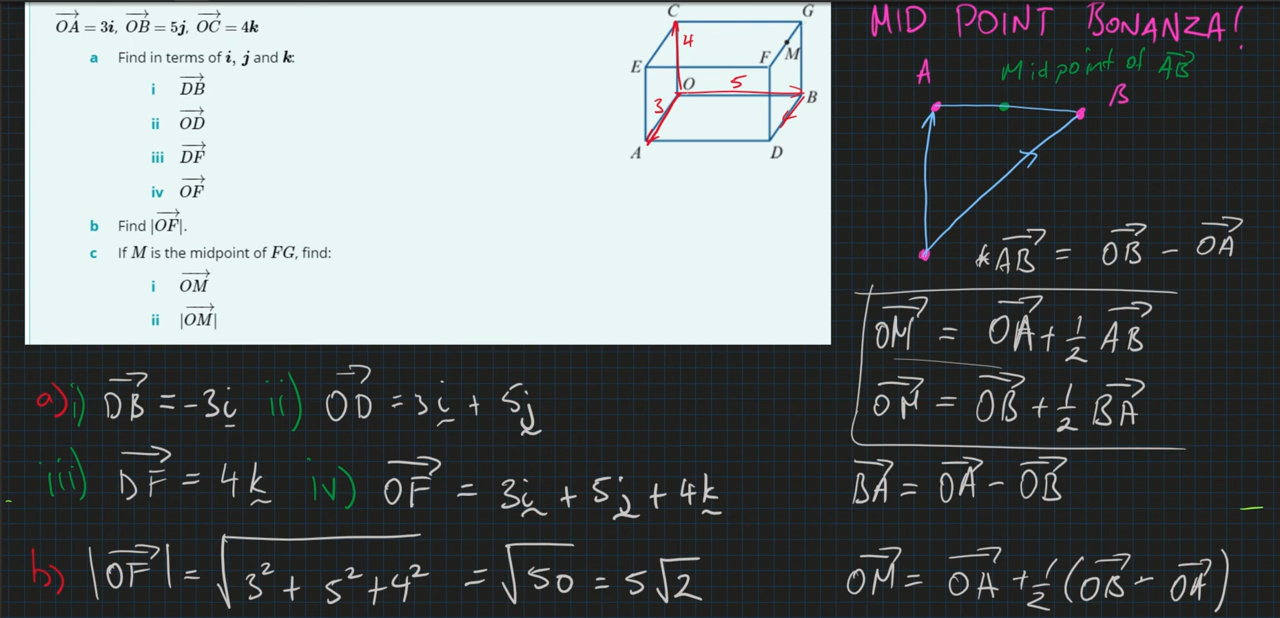 OA = 3i, OB = 5j, OC = 4k
a Find in terms of i, j and k:
i DB
ii OD
iii DF
iv OF
b Find |OF|.
c If M is the midpoint of FG, find:
i OM
ii |OM|
C
G
4
E
F
M
O
5
B
3
A
D
MID POINT BONANZA!
Midpoint of AB
A
B
*AB = OB - OA
OM = OA + 1/2 AB
OM = OB + 1/2 BA
BA = OA - OB
OM = OA + 1/2 (OB - OA)
a) i) DB = -3i ii) OD = 3i + 5j
iii) DF = 4k iv) OF = 3i + 5j + 4k
b) |OF| = √3² + 5² + 4² = √50 = 5√2